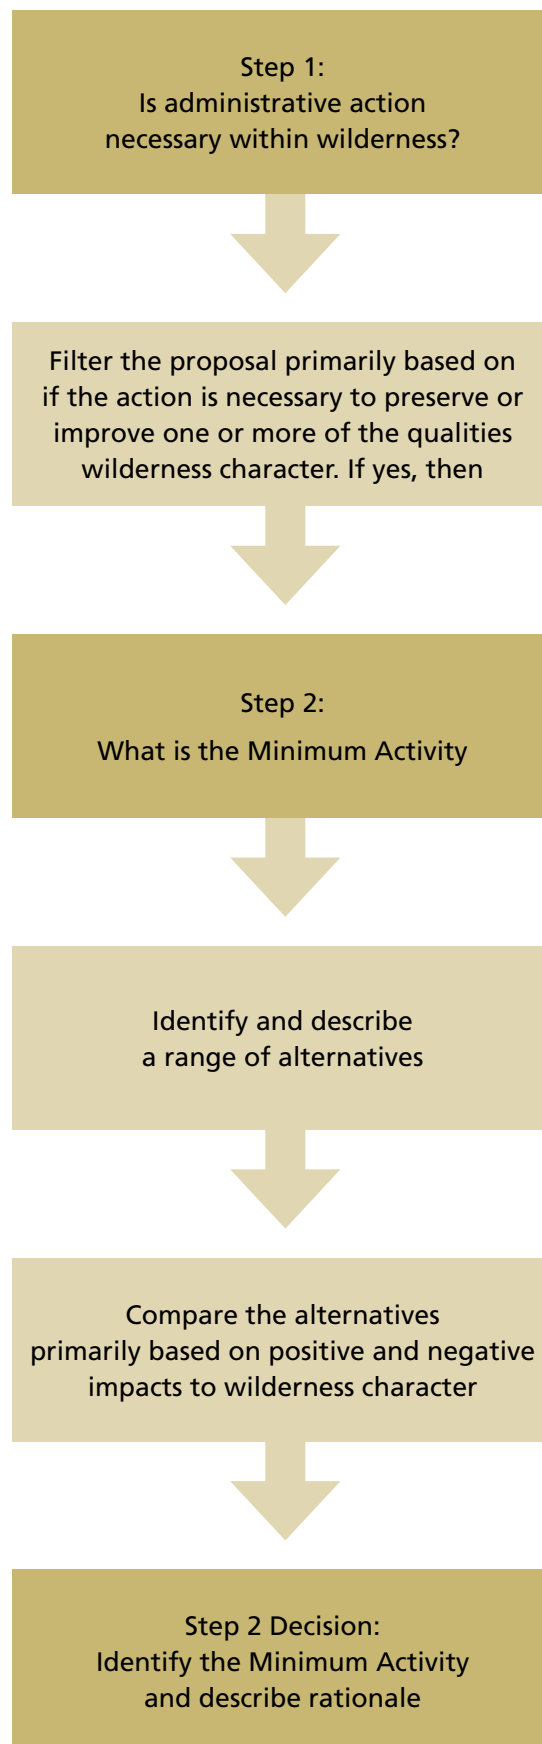 Step 1:
Is administrative action
necessary within wilderness?
Filter the proposal primarily based on
if the action is necessary to preserve or
improve one or more of the qualities
wilderness character. If yes, then
Step 2:
What is the Minimum Activity
Identify and describe
a range of alternatives
Compare the alternatives
primarily based on positive and negative
impacts to wilderness character
Step 2 Decision:
Identify the Minimum Activity
and describe rationale